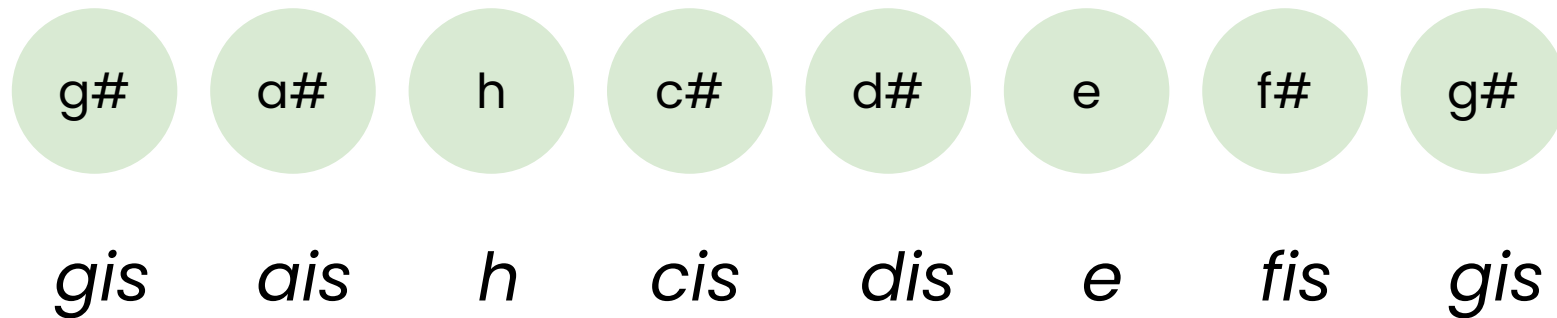 g# a# h c# d# e f# g#
gis ais h cis dis e fis gis